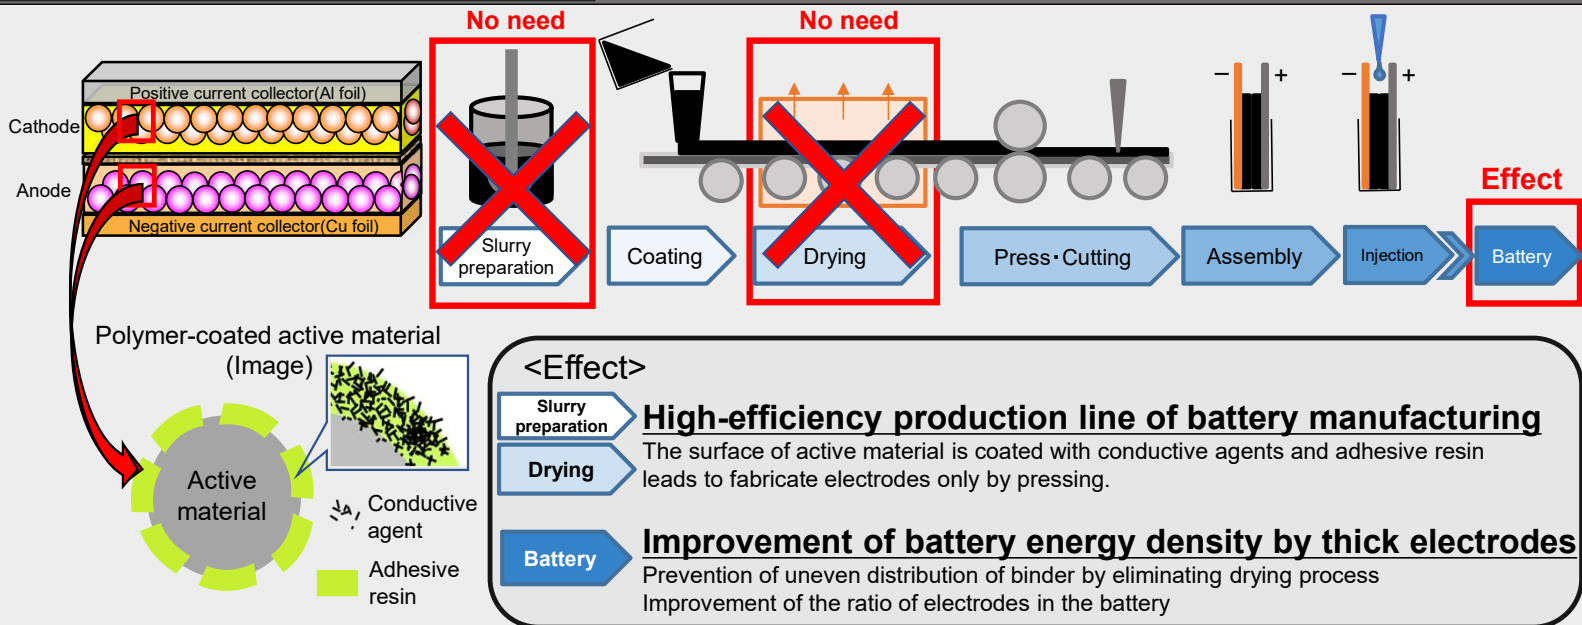 No need
No need
Positive current collector(Al foil)
Cathode
Anode
Negative current collector(Cu foil)
− +
− +
Effect
Slurry
preparation
Coating
Drying
Press・Cutting
Assembly
Injection
Battery
Polymer-coated active material
(Image)
Active
material
Conductive
agent
Adhesive
resin
<Effect>
Slurry
preparation
Drying
High-efficiency production line of battery manufacturing
The surface of active material is coated with conductive agents and adhesive resin
leads to fabricate electrodes only by pressing.
Battery
Improvement of battery energy density by thick electrodes
Prevention of uneven distribution of binder by eliminating drying process
Improvement of the ratio of electrodes in the battery